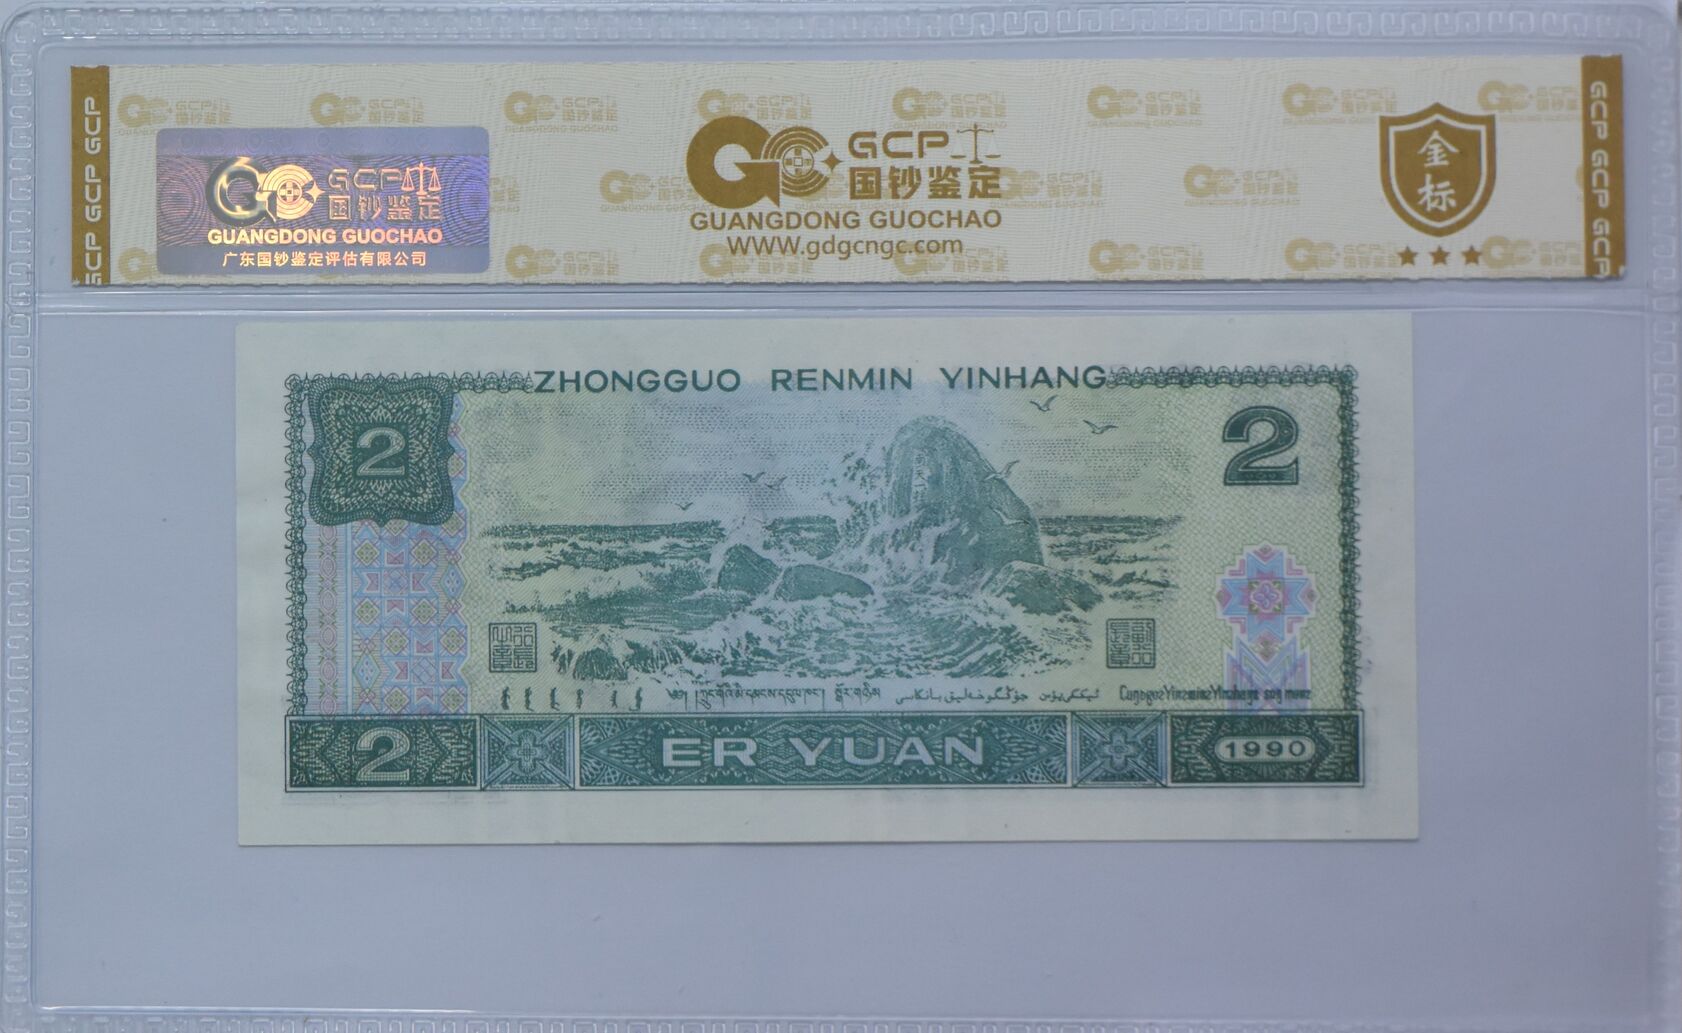 GCP GCP GCP
GCP
国钞鉴定
GUANGDONG GUOCHAO
广东国钞鉴定评估有限公司
GCP
国钞鉴定
GUANGDONG GUOCHAO
WWW.gdgcngc.com
金标
GCP GCP GCP
ZHONGGUO RENMIN YINHANG
2
2
2
ER YUAN
1990